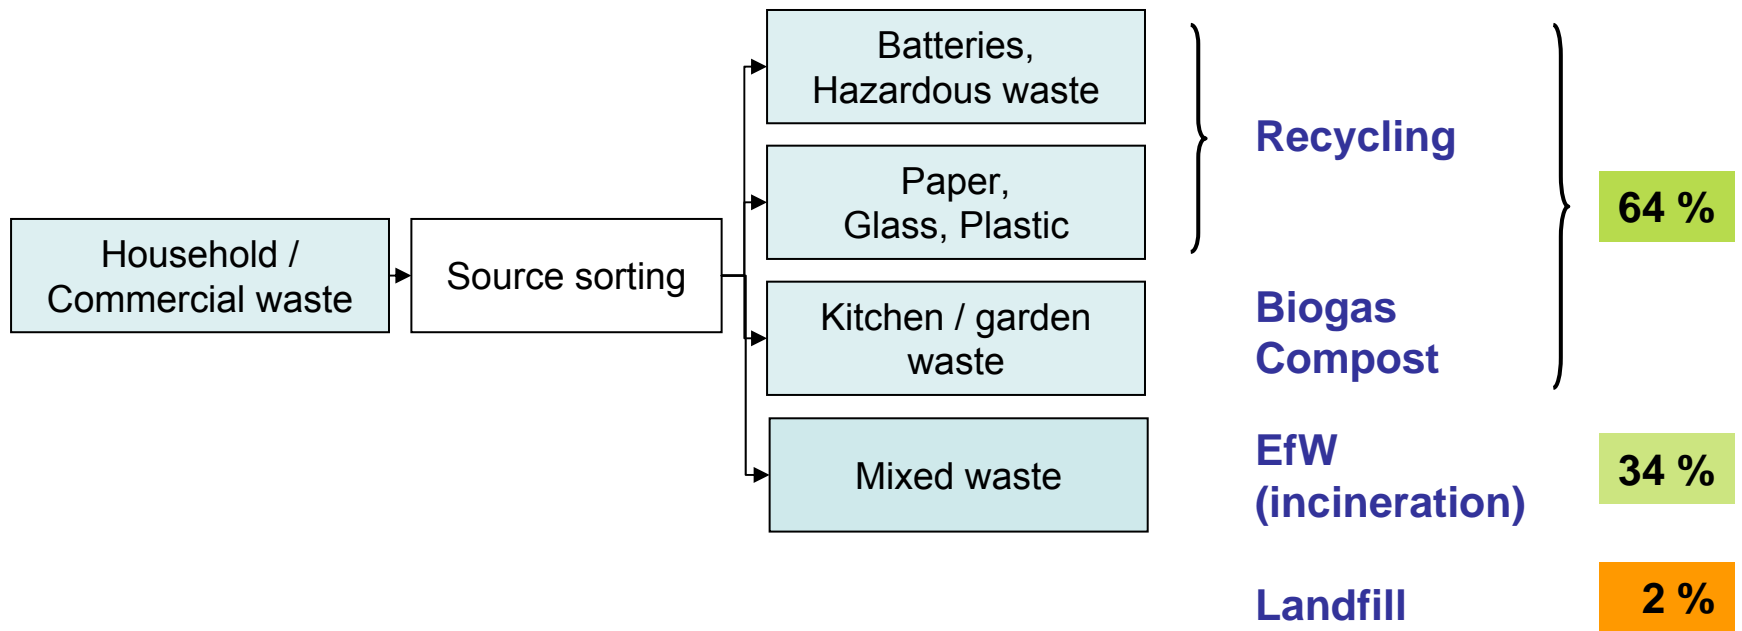 Household /
Commercial waste
Source sorting
Batteries,
Hazardous waste
Paper,
Glass, Plastic
Kitchen / garden
waste
Mixed waste
Recycling
Biogas
Compost
EfW
(incineration)
Landfill
64 %
34 %
2 %